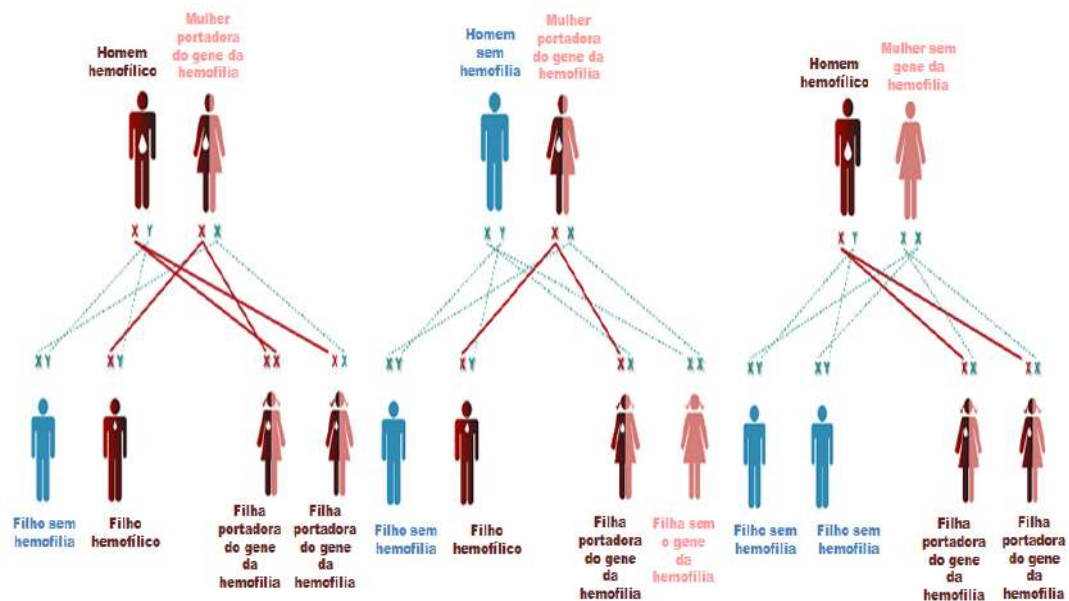 Homem
hemofílico
Mulher
portadora
do gene da
hemofilia
X Y
X X
X Y
X Y
X X
X X
Filho sem
hemofilia
Filho
hemofílico
Filha
portadora
do gene da
hemofilia
Filha
portadora
do gene da
hemofilia
Homem
sem
hemofilia
Mulher
portadora
do gene da
hemofilia
X Y
X X
X Y
X Y
X X
X X
Filho sem
hemofilia
Filho
hemofílico
Filha
portadora
do gene
da
hemofilia
Filha sem
o gene
da
hemofilia
Homem
hemofílico
Mulher sem
gene da
hemofilia
X Y
X X
X Y
X Y
X X
X X
Filho sem
hemofilia
Filho sem
hemofilia
Filha
portadora
do gene
da
hemofilia
Filha
portadora
do gene
da
hemofilia